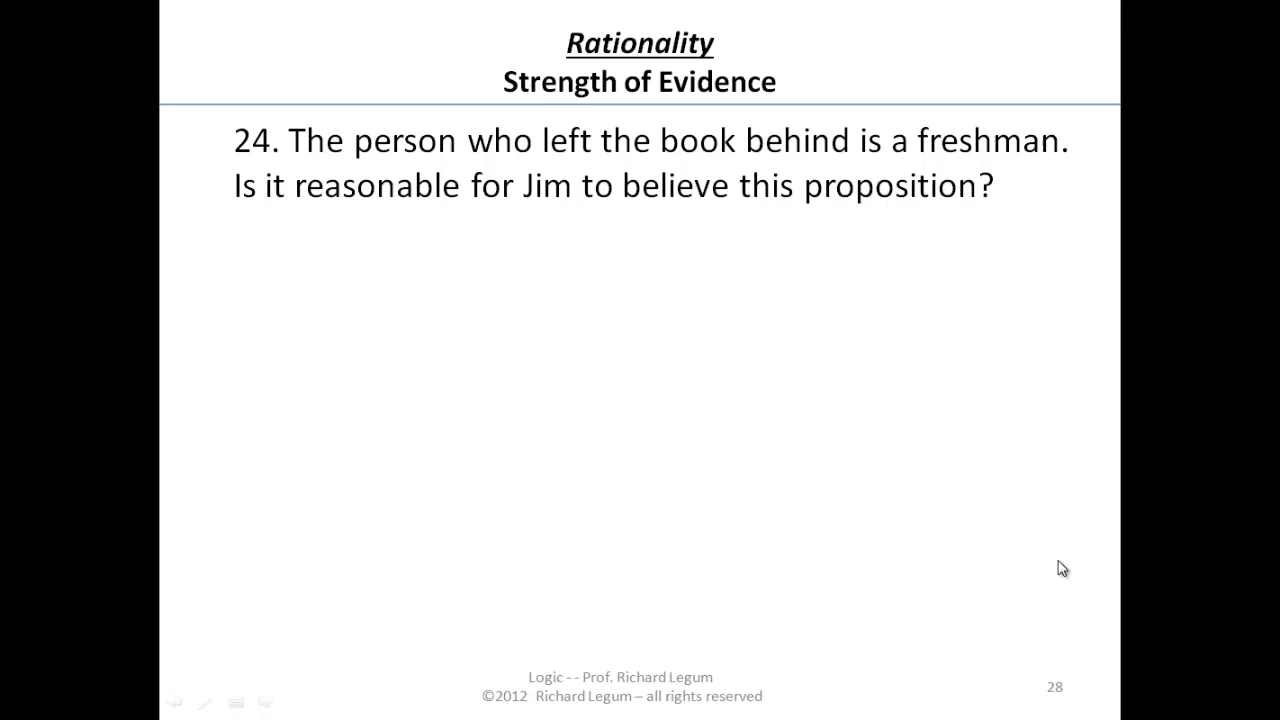 Rationality
Strength of Evidence
24. The person who left the book behind is a freshman.
Is it reasonable for Jim to believe this proposition?
Logic - - Prof. Richard Legum
©2012 Richard Legum – all rights reserved
28